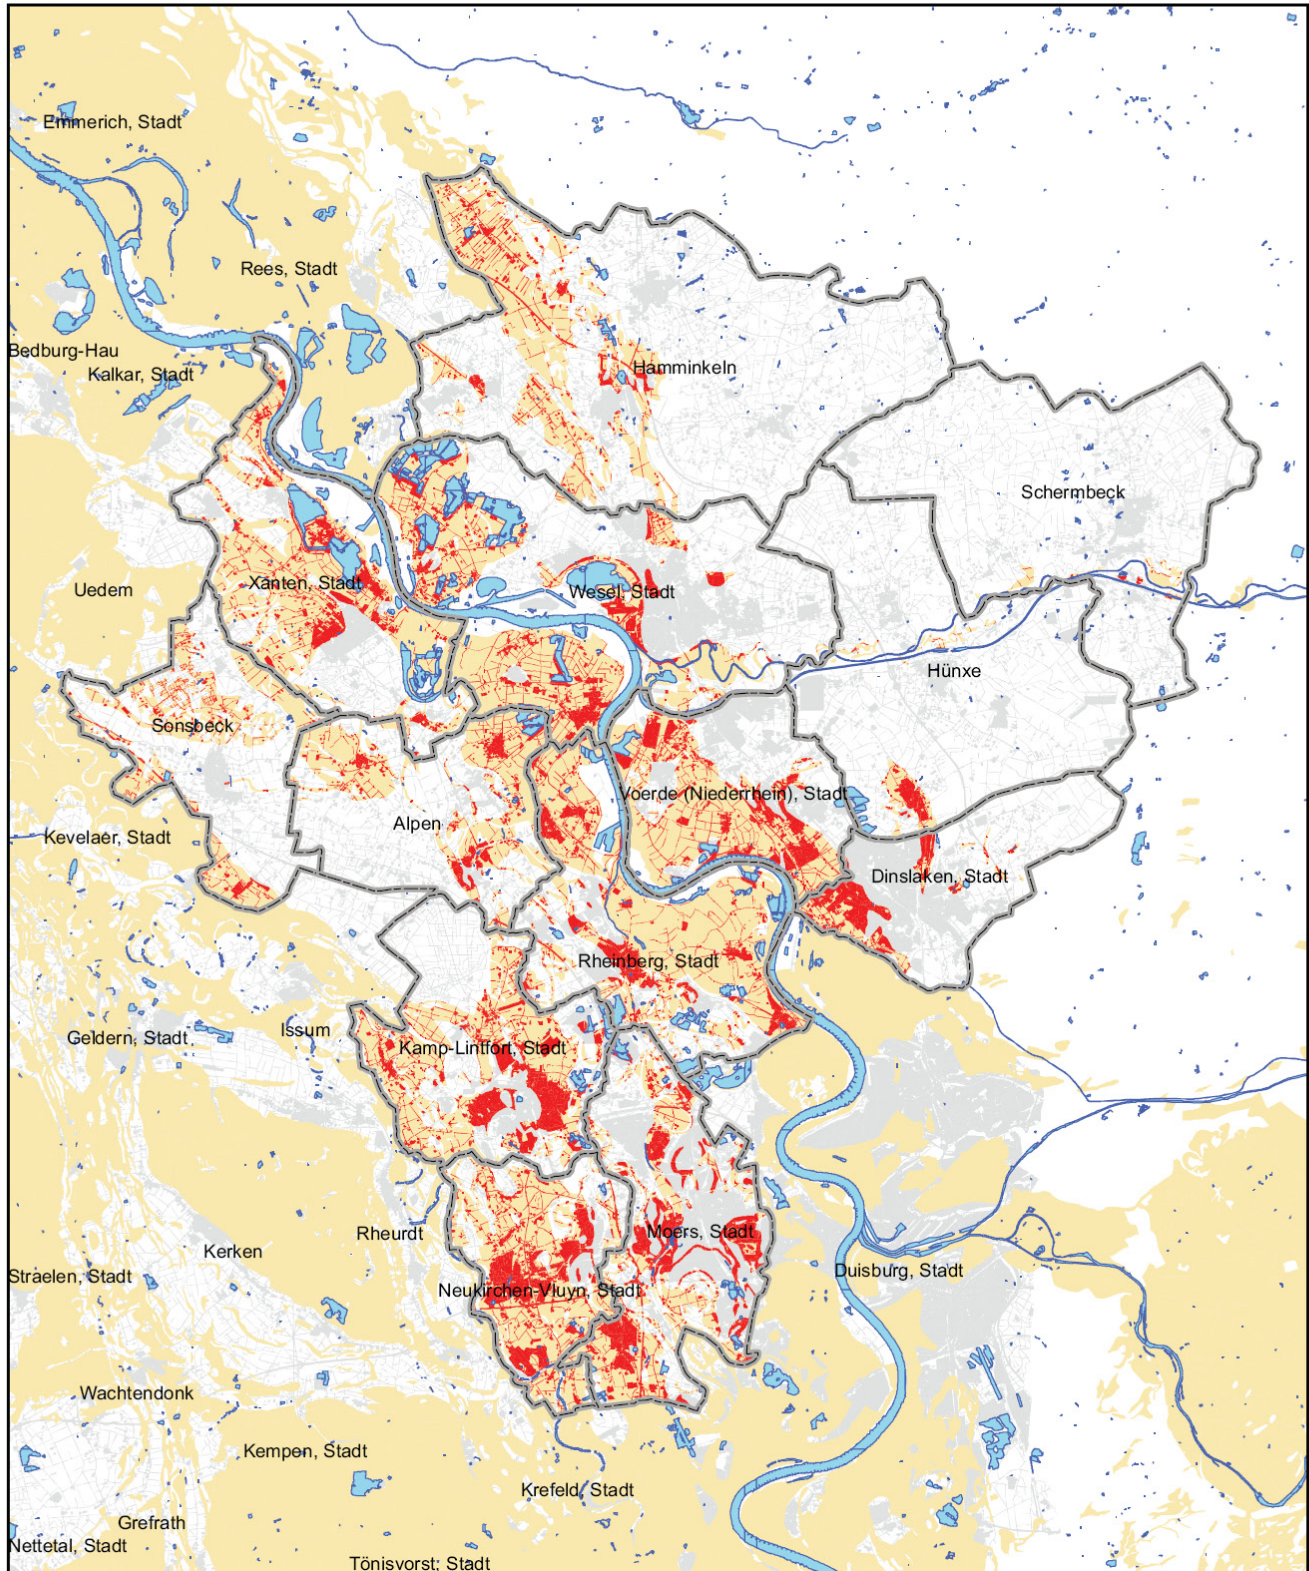 Emmerich, Stadt
Rees, Stadt
Bedburg-Hau
Kalkar, Stadt
Hamminkeln
Schermbeck
Uedem
Xanten, Stadt
Wesel, Stadt
Hünxe
Sonsbeck
Voerde (Niederrhein), Stadt
Alpen
Kevelaer, Stadt
Dinslaken, Stadt
Rheinberg, Stadt
Issum
Geldern, Stadt
Kamp-Lintfort, Stadt
Rheurdt
Moers, Stadt
Kerken
Straelen, Stadt
Duisburg, Stadt
Neukirchen-Vluyn, Stadt
Wachtendonk
Kempen, Stadt
Krefeld, Stadt
Grefrath
Nettetal, Stadt
Tönisvorst, Stadt